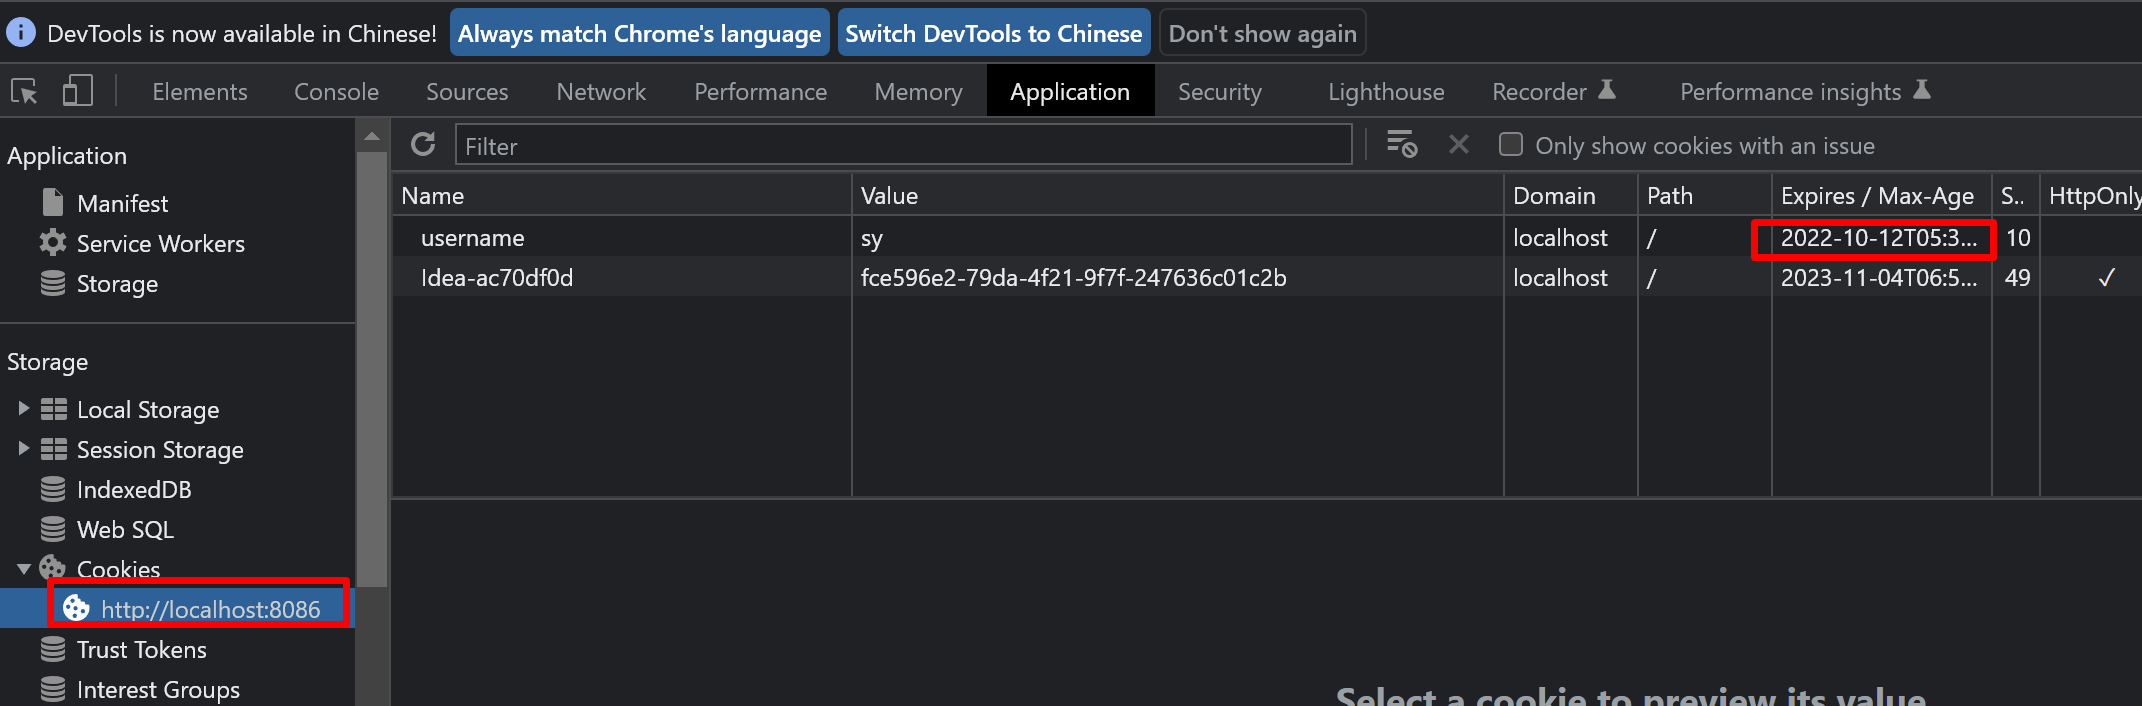 DevTools is now available in Chinese! Always match Chrome's language Switch DevTools to Chinese Don't show again
Elements Console Sources Network Performance Memory Application Security Lighthouse Recorder Performance insights
Application
Manifest
Service Workers
Storage
Storage
Local Storage
Session Storage
IndexedDB
Web SQL
Cookies
http://localhost:8086
Trust Tokens
Interest Groups
Filter Only show cookies with an issue
Name Value Domain Path Expires / Max-Age S.. HttpOnly
username sy localhost / 2022-10-12T05:3... 10
Idea-ac70df0d fce596e2-79da-4f21-9f7f-247636c01c2b localhost / 2023-11-04T06:5... 49 ✓
Select a cookie to preview its value